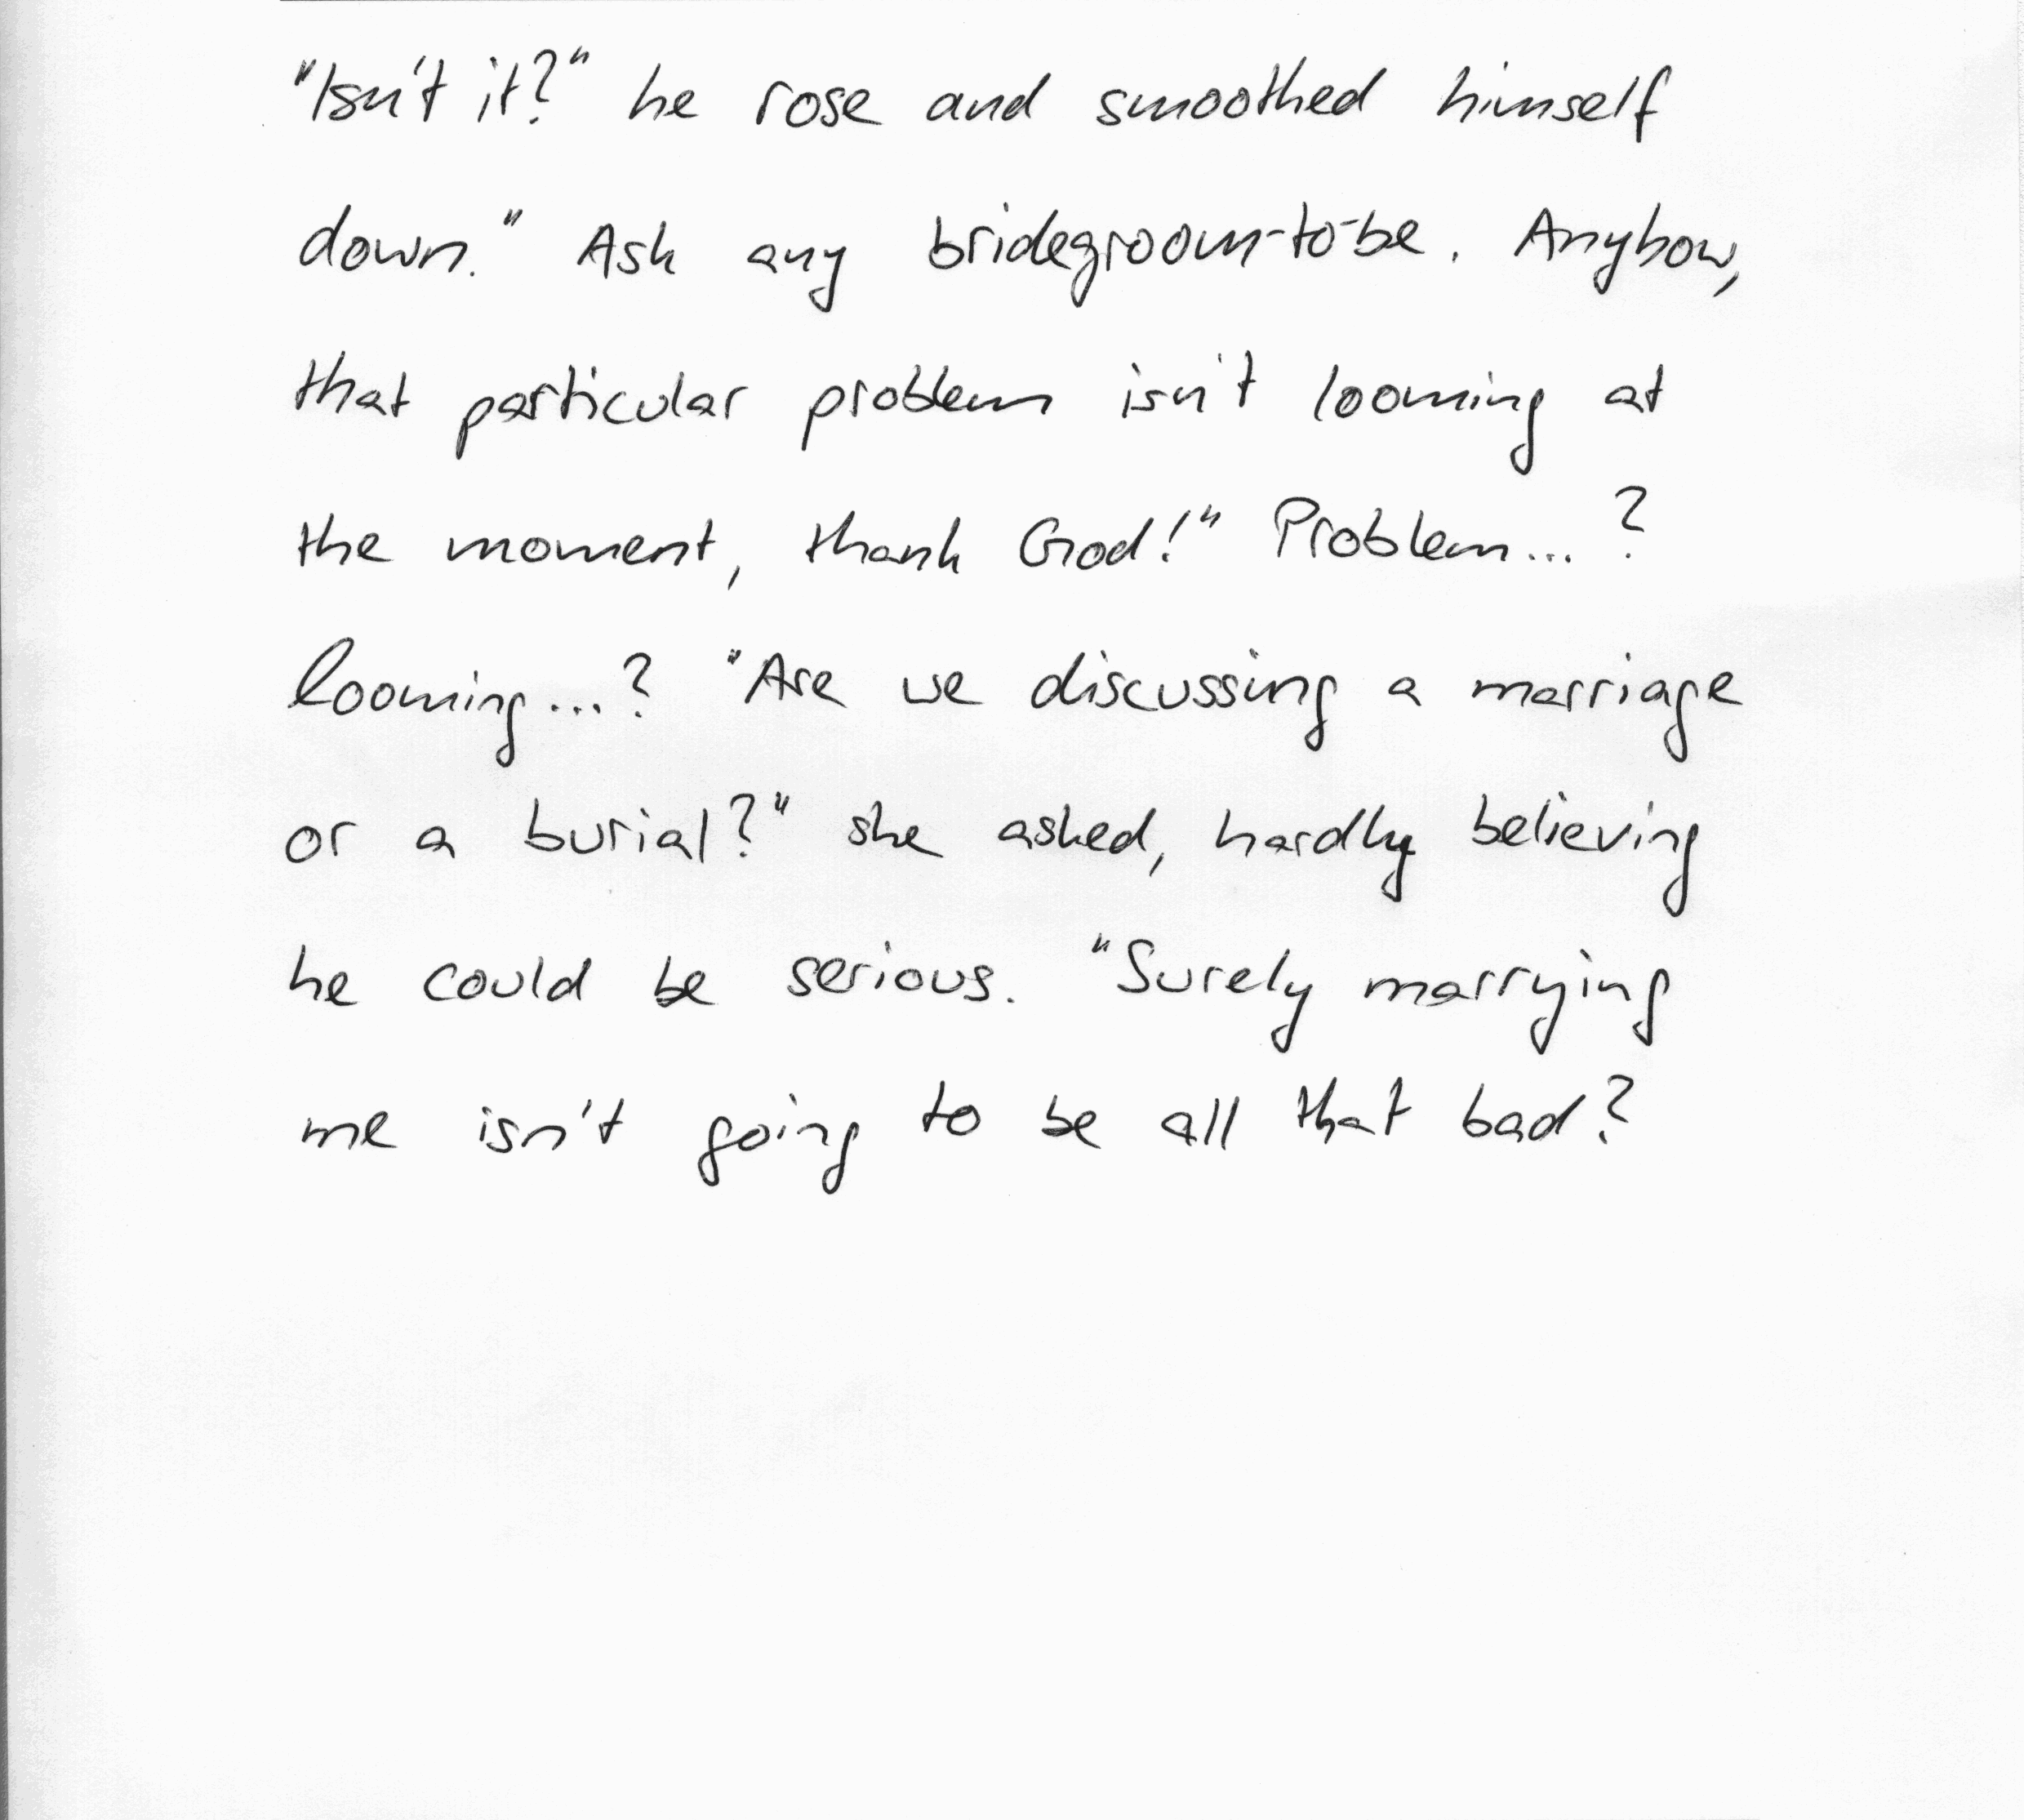 "Isn't it?" he rose and smoothed himself
down." Ask any bridegroom-to-be. Anyhow,
that particular problem isn't looming at
the moment, thank God!" Problem...?
looming...? "Are we discussing a marriage
or a burial?" she asked, hardly believing
he could be serious. "Surely marrying
me isn't going to be all that bad?